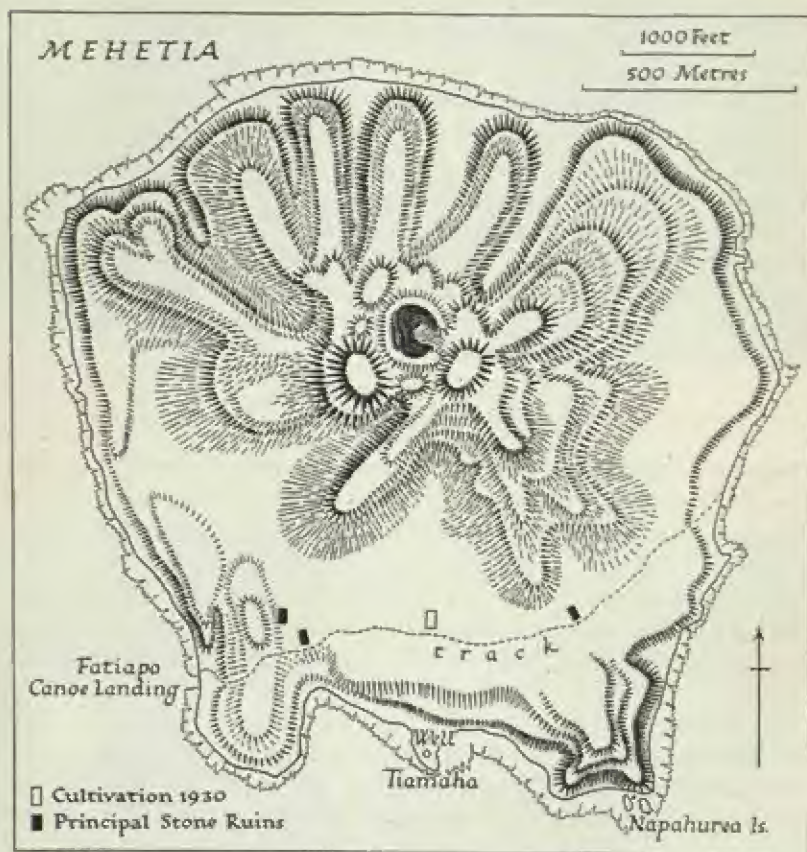 MEHETIA
1000 Feet
500 Metres
track
Fatiapo
Canoe Landing
Well
Tiamaha
Cultivation 1930
Principal Stone Ruins
Napahurea Is.